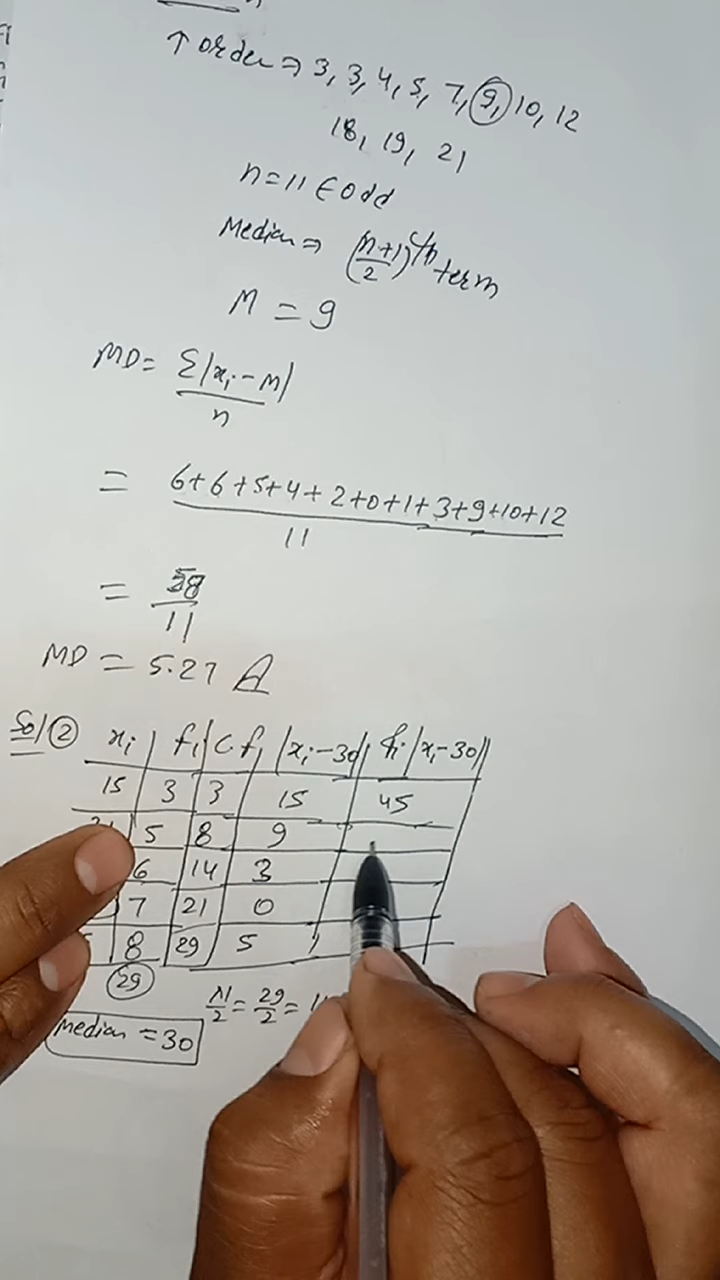 ↑ order ⇒ 3, 3, 4, 5, 7, 9, 10, 12
18, 19, 21
n = 11 ∈ odd
Median ⇒ (n+1/2)th term
M = 9
MD = Σ|xi - M| / n
= 6+6+5+4+2+0+1+3+9+10+12 / 11
= 58 / 11
MD = 5.27 A
Sol 2
xi | fi | c.f | |xi-30| | fi |xi-30|
15 | 3 | 3 | 15 | 45
5 | 8 | 9
6 | 14 | 3
7 | 21 | 0
8 | 29 | 5
29
N/2 = 29/2 =
Median = 30